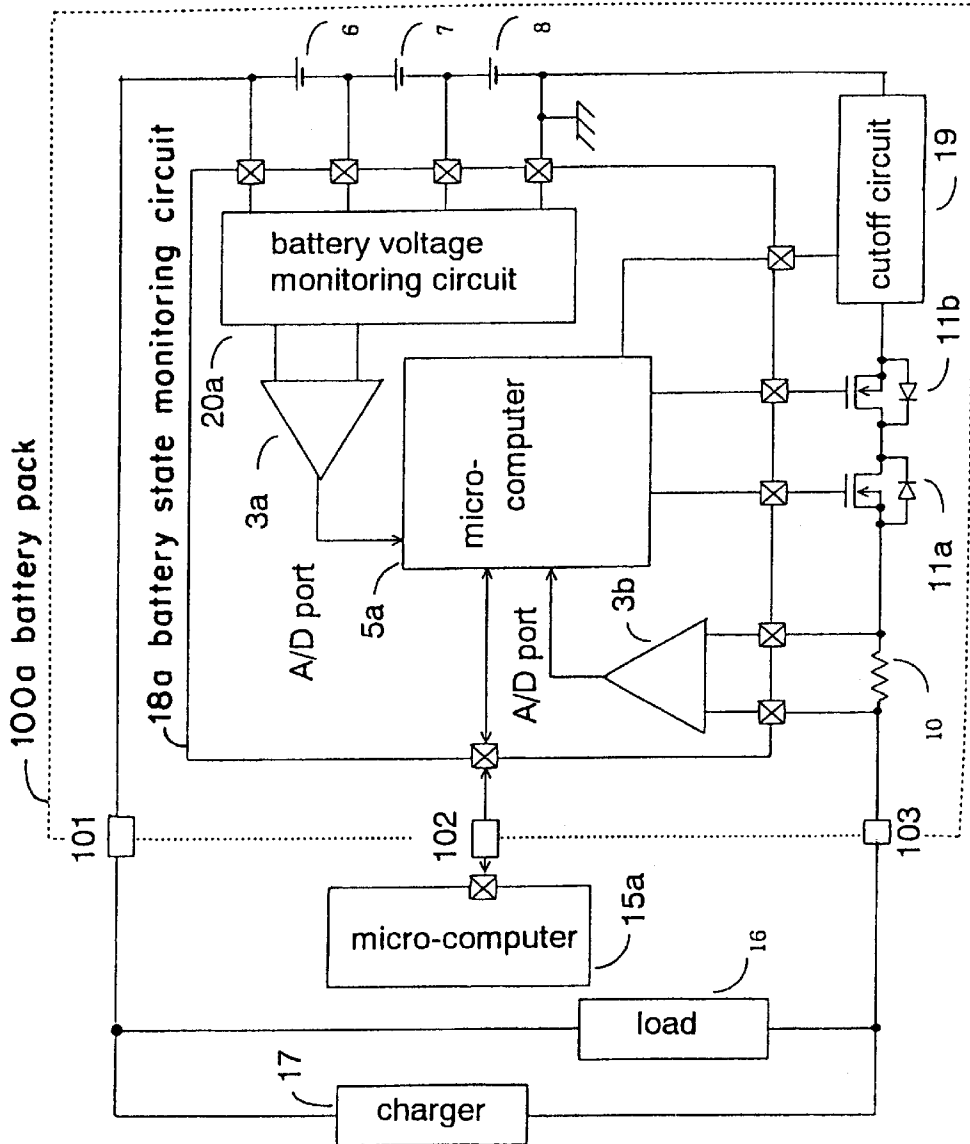 100a battery pack
18a battery state monitoring circuit
101
6
7
8
battery voltage
monitoring circuit
20a
3a
A/D port
5a
micro-
computer
A/D port
3b
102
micro-computer
15a
cutoff circuit
19
11b
11a
10
103
16
load
17
charger